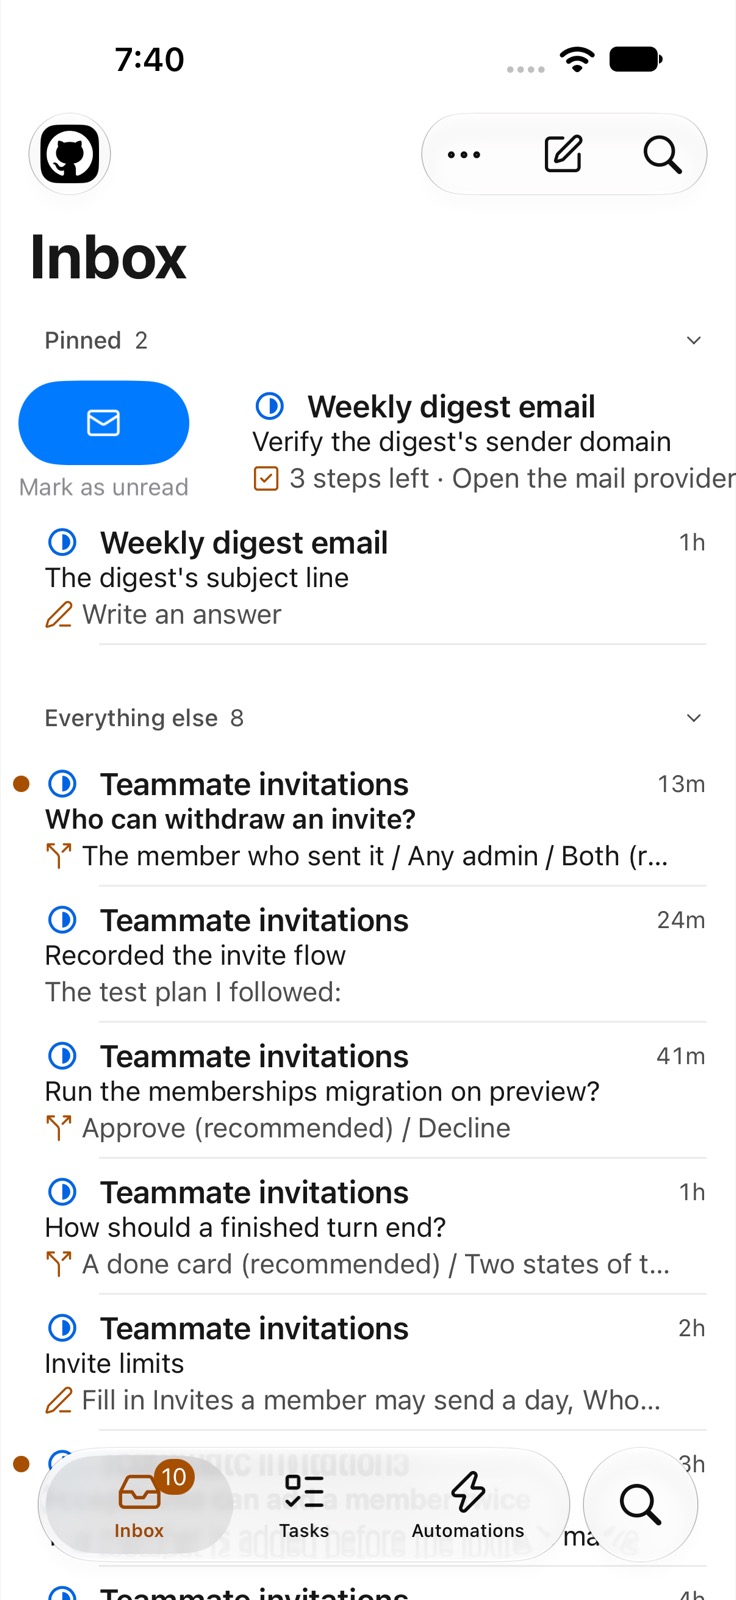 7:40
Inbox
Pinned 2
Weekly digest email
Verify the digest's sender domain
3 steps left · Open the mail provider
Mark as unread
Weekly digest email 1h
The digest's subject line
Write an answer
Everything else 8
Teammate invitations 13m
Who can withdraw an invite?
The member who sent it / Any admin / Both (r...
Teammate invitations 24m
Recorded the invite flow
The test plan I followed:
Teammate invitations 41m
Run the memberships migration on preview?
Approve (recommended) / Decline
Teammate invitations 1h
How should a finished turn end?
A done card (recommended) / Two states of t...
Teammate invitations 2h
Invite limits
Fill in Invites a member may send a day, Who...
3h
10
Inbox Tasks Automations
Teammate invitations 4h